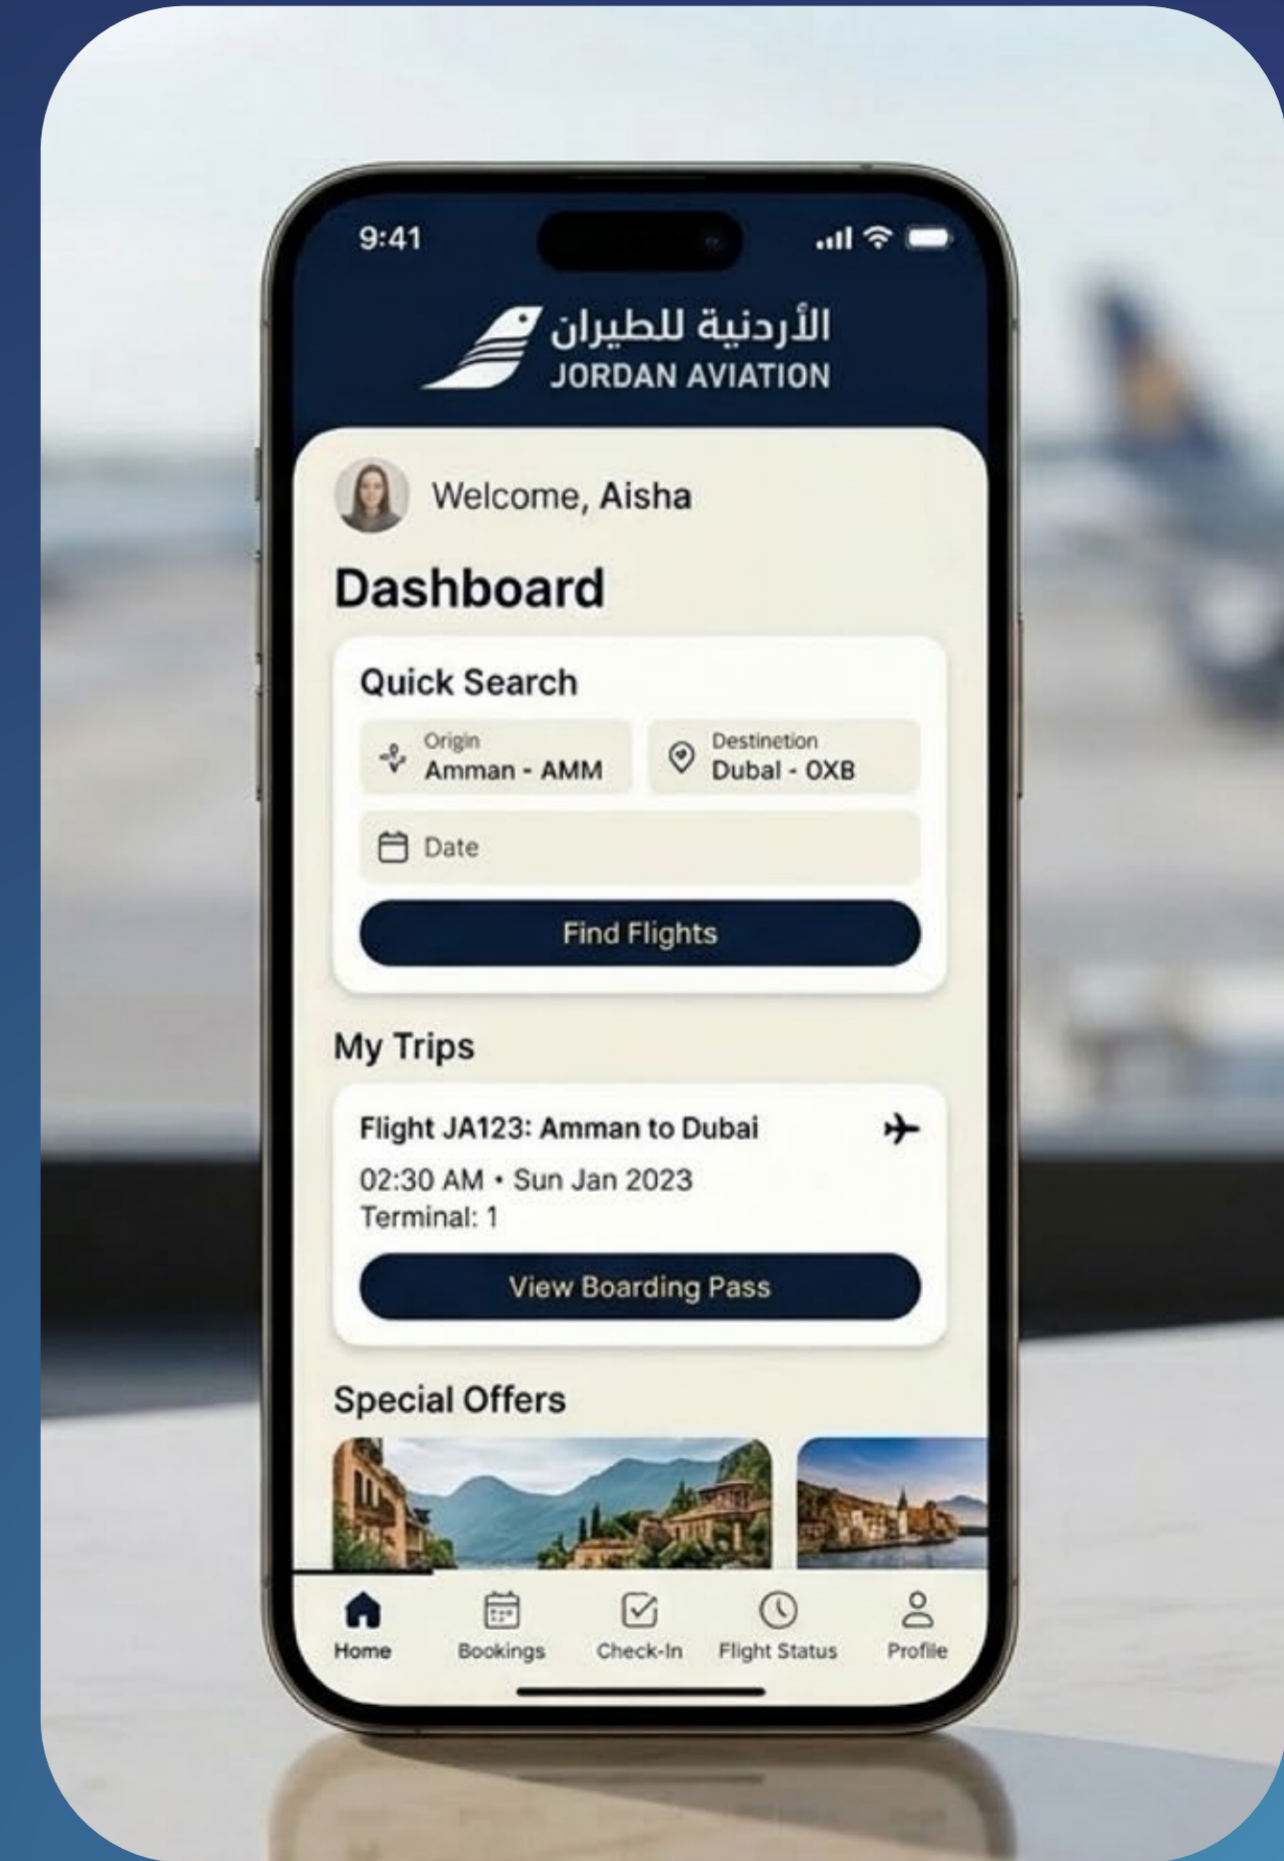 9:41
الأردنية للطيران
JORDAN AVIATION
Welcome, Aisha
Dashboard
Quick Search
Origin
Amman - AMM
Destinetion
Dubal - OXB
Date
Find Flights
My Trips
Flight JA123: Amman to Dubai
02:30 AM • Sun Jan 2023
Terminal: 1
View Boarding Pass
Special Offers
Home
Bookings
Check-In
Flight Status
Profile